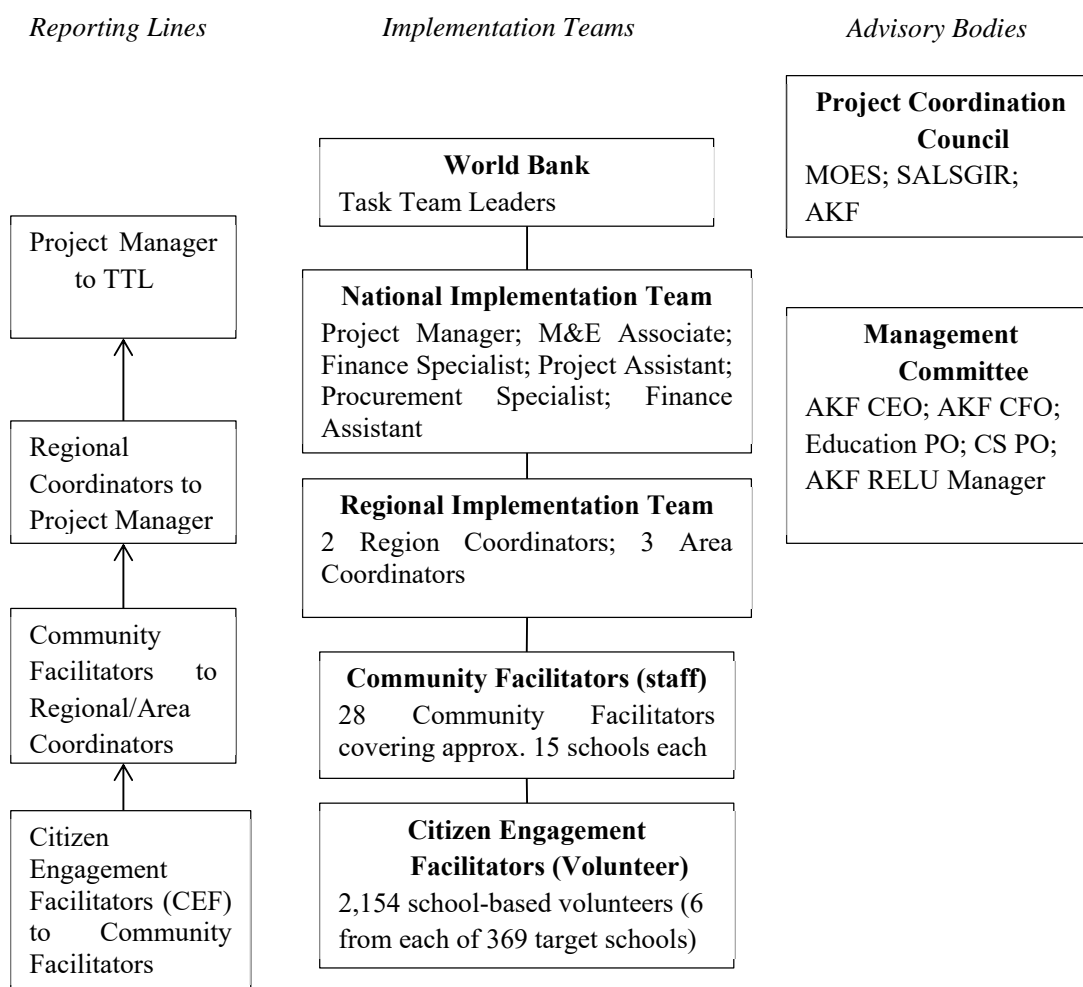 Reporting Lines
Implementation Teams
Advisory Bodies
Project Manager
to TTL
Regional
Coordinators to
Project Manager
Community
Facilitators to
Regional/Area
Coordinators
Citizen
Engagement
Facilitators (CEF)
to Community
Facilitators
World Bank
Task Team Leaders
National Implementation Team
Project Manager; M&E Associate;
Finance Specialist; Project Assistant;
Procurement Specialist; Finance
Assistant
Regional Implementation Team
2 Region Coordinators; 3 Area
Coordinators
Community Facilitators (staff)
28 Community Facilitators
covering approx. 15 schools each
Citizen Engagement
Facilitators (Volunteer)
2,154 school-based volunteers (6
from each of 369 target schools)
Project Coordination
Council
MOES; SALSGIR;
AKF
Management
Committee
AKF CEO; AKF CFO;
Education PO; CS PO;
AKF RELU Manager